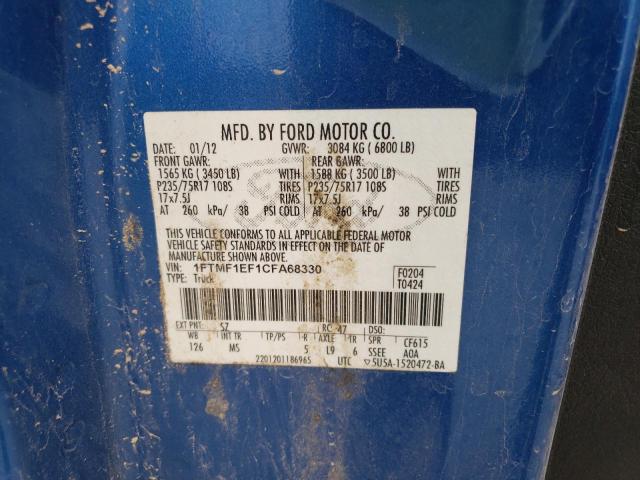 MFD. BY FORD MOTOR CO.
DATE: 01/12 GVWR: 3084 KG ( 6800 LB)
FRONT GAWR: REAR GAWR:
1565 KG ( 3450 LB) WITH 1588 KG ( 3500 LB) WITH
P235/75R17 108S TIRES P235/75R17 108S TIRES
17x7.5J RIMS 17x7.5J RIMS
AT 260 kPa/ 38 PSI COLD AT 260 kPa/ 38 PSI COLD
THIS VEHICLE CONFORMS TO ALL APPLICABLE FEDERAL MOTOR
VEHICLE SAFETY STANDARDS IN EFFECT ON THE DATE OF
MANUFACTURE SHOWN ABOVE.
VIN: 1FTMF1EF1CFA68330 F0204
TYPE: Truck T0424
EXT PNT: SZ RC: 47 DSO:
WB INT TR TP/PS R AXLE TR SPR CF615
126 MS 5 L9 6 SSEE AOA
2201201186965 UTC ▽5U5A-1520472-BA